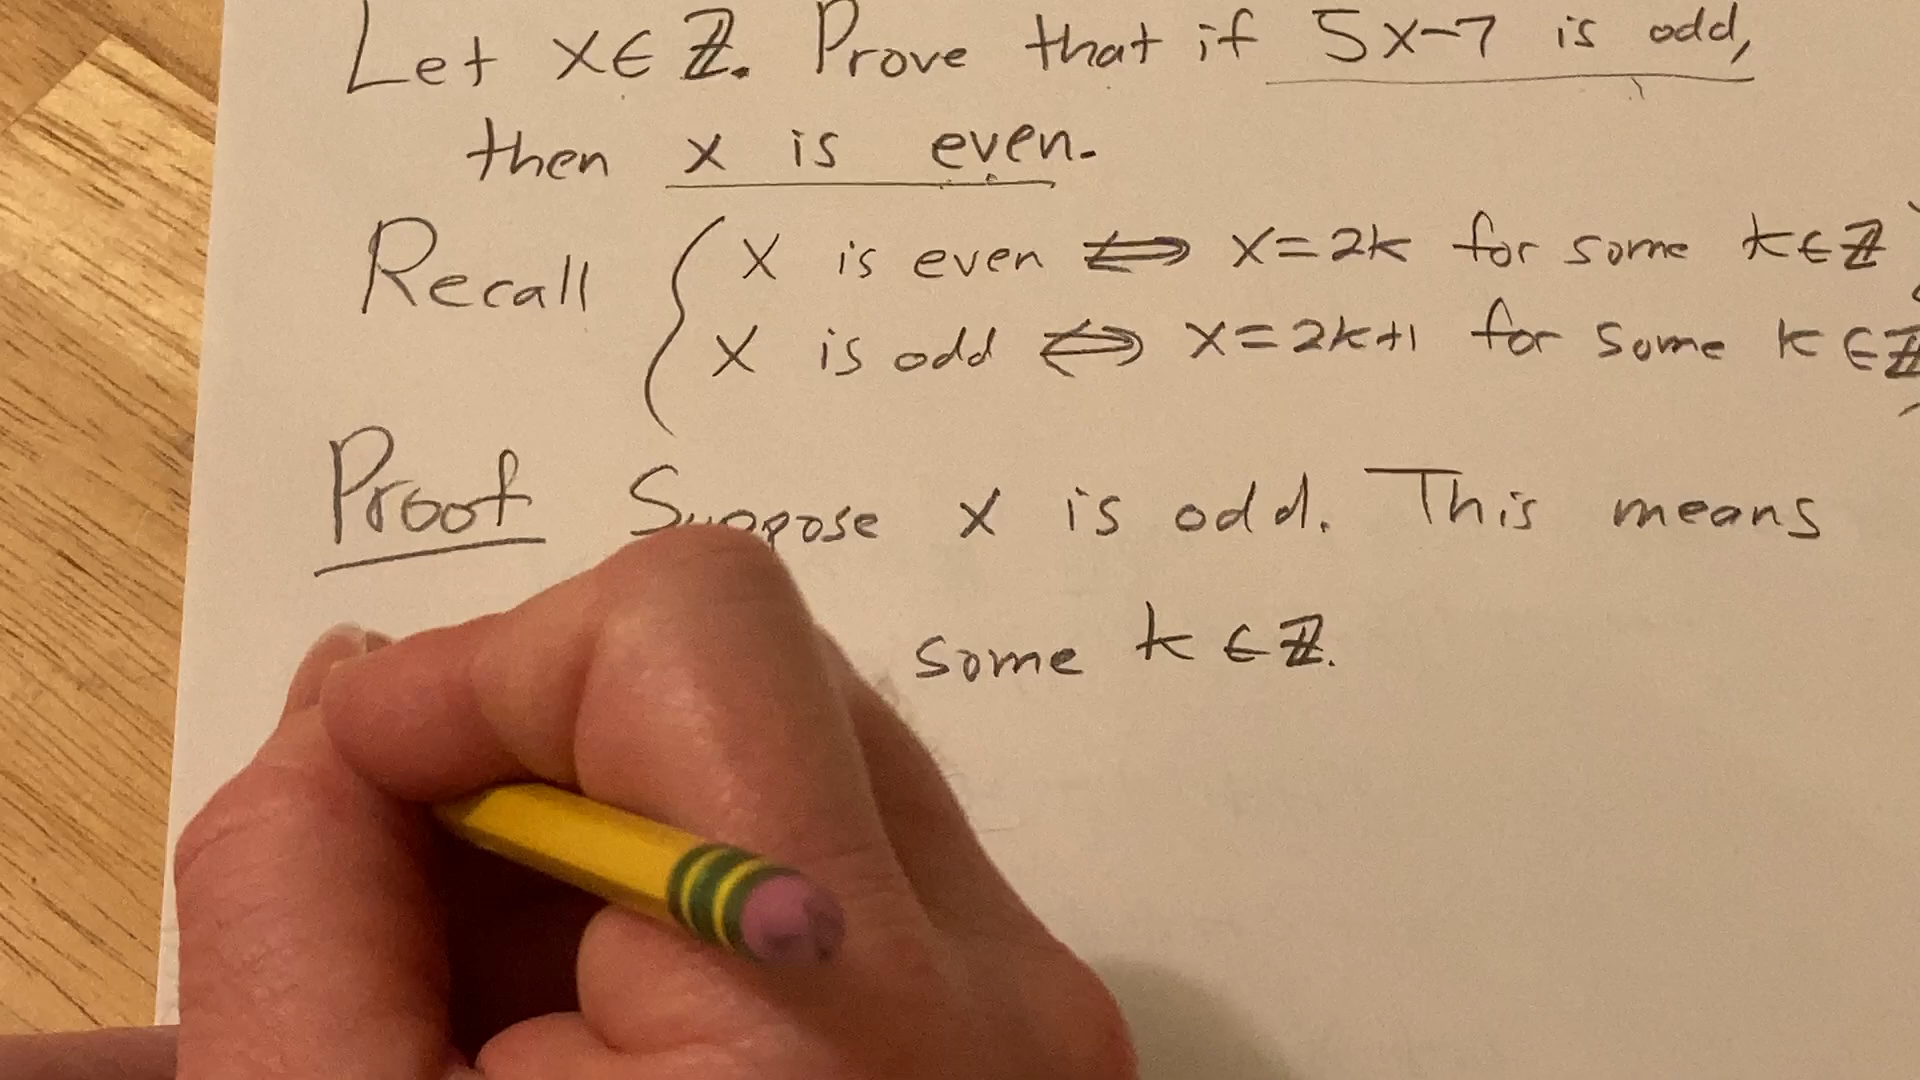 Let x∈ℤ. Prove that if 5x-7 is odd,
then x is even.
Recall { x is even ⟺ x=2k for some k∈ℤ
x is odd ⟺ x=2k+1 for some k∈ℤ
Proof Suppose x is odd. This means
some k∈ℤ.